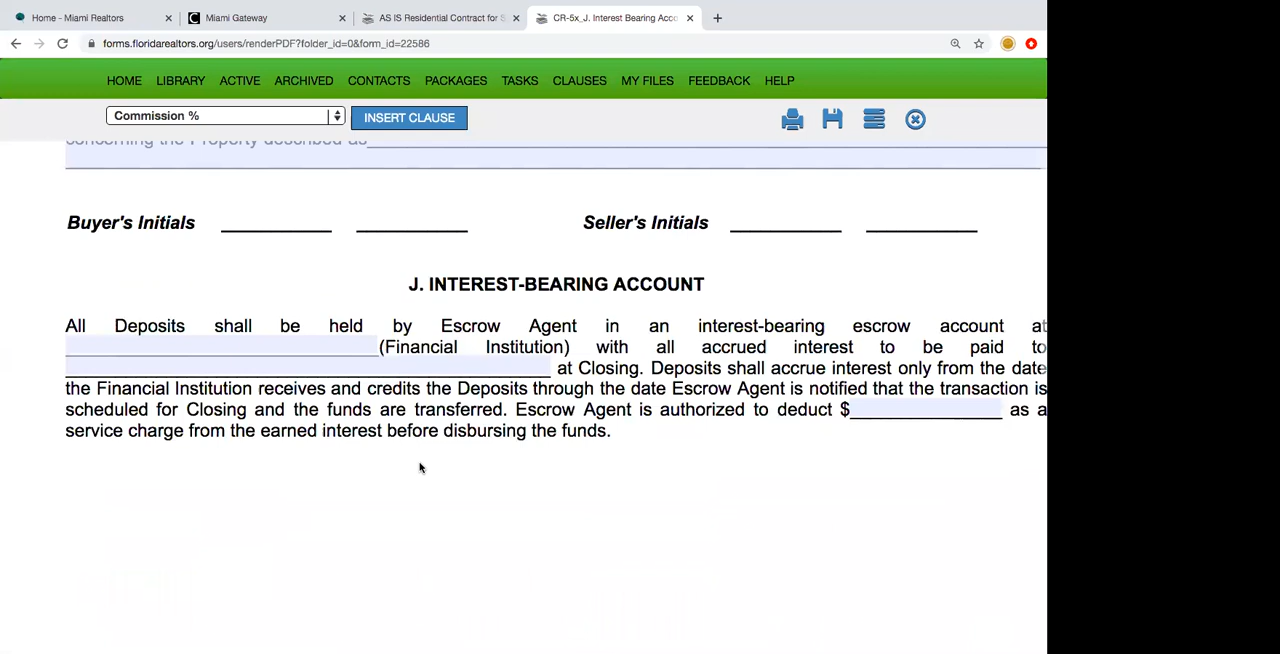 Home - Miami Realtors
Miami Gateway
AS IS Residential Contract for S
CR-5x_J. Interest Bearing Acco
forms.floridarealtors.org/users/renderPDF?folder_id=0&form_id=22586
HOME LIBRARY ACTIVE ARCHIVED CONTACTS PACKAGES TASKS CLAUSES MY FILES FEEDBACK HELP
Commission % INSERT CLAUSE
concerning the Property described as
Buyer's Initials Seller's Initials
J. INTEREST-BEARING ACCOUNT
All Deposits shall be held by Escrow Agent in an interest-bearing escrow account at
(Financial Institution) with all accrued interest to be paid to
at Closing. Deposits shall accrue interest only from the date
the Financial Institution receives and credits the Deposits through the date Escrow Agent is notified that the transaction is
scheduled for Closing and the funds are transferred. Escrow Agent is authorized to deduct $ as a
service charge from the earned interest before disbursing the funds.